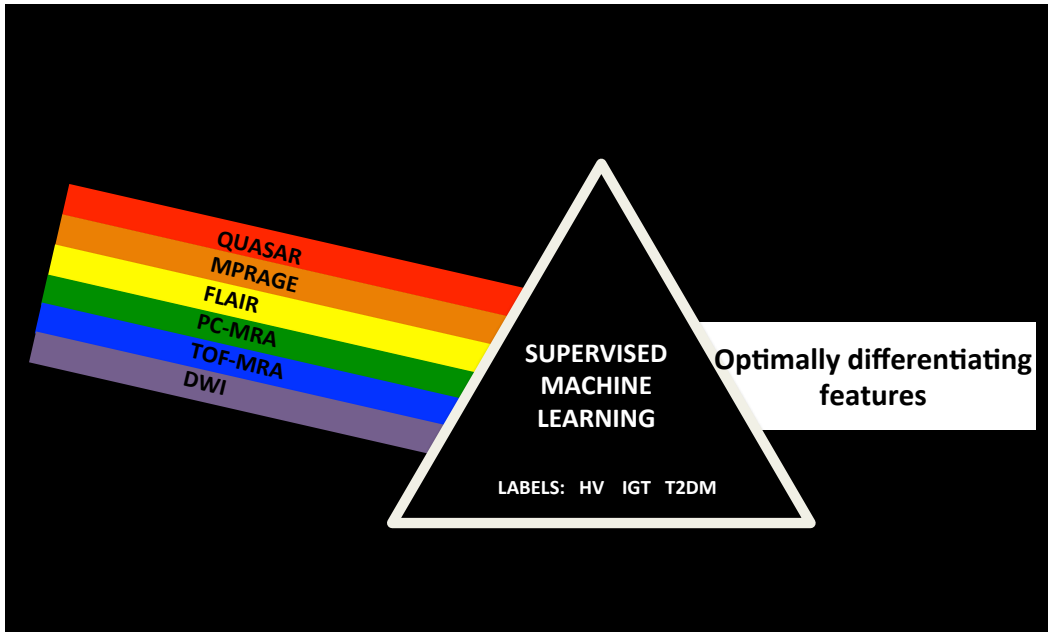 QUASAR
MPRAGE
FLAIR
PC-MRA
TOF-MRA
DWI
SUPERVISED
MACHINE
LEARNING
LABELS: HV IGT T2DM
Optimally differentiating
features